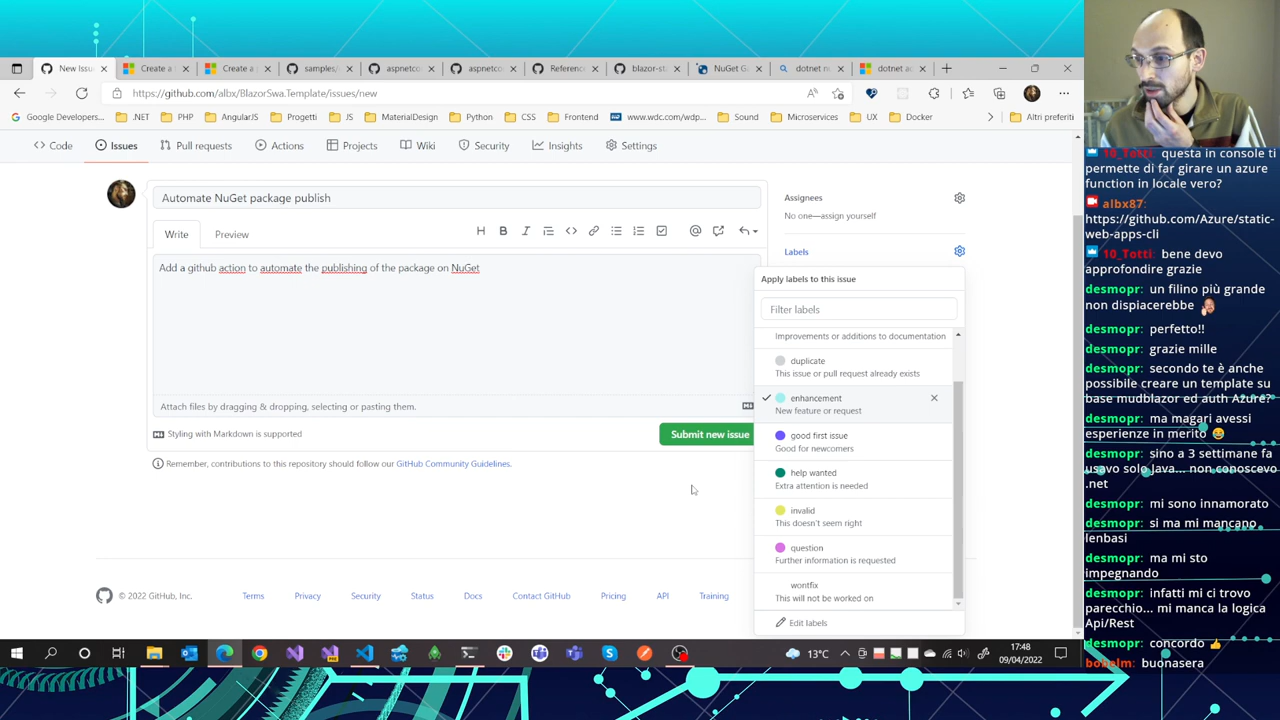 New Issu
Create a
Create a
samples/
aspnetco
aspnetco
Reference
blazor-st
NuGet G
dotnet n
dotnet a
https://github.com/albx/BlazorSwa.Template/issues/new
Google Developers...
.NET
PHP
AngularJS
Progetti
JS
MaterialDesign
Python
CSS
Frontend
www.wdc.com/wdp...
Sound
Microservices
UX
Docker
Altri preferiti
Code
Issues
Pull requests
Actions
Projects
Wiki
Security
Insights
Settings
Automate NuGet package publish
Write
Preview
Add a github action to automate the publishing of the package on NuGet
Attach files by dragging & dropping, selecting or pasting them.
Styling with Markdown is supported
Submit new issue
Remember, contributions to this repository should follow our GitHub Community Guidelines.
Assignees
No one—assign yourself
Labels
Apply labels to this issue
Filter labels
Improvements or additions to documentation
duplicate
This issue or pull request already exists
enhancement
New feature or request
good first issue
Good for newcomers
help wanted
Extra attention is needed
invalid
This doesn't seem right
question
Further information is requested
wontfix
This will not be worked on
Edit labels
© 2022 GitHub, Inc.
Terms
Privacy
Security
Status
Docs
Contact GitHub
Pricing
API
Training
13°C
17:48
09/04/2022
10_Totti: questa in console ti
permette di far girare un azure
function in locale vero?
albx87:
https://github.com/Azure/static-
web-apps-cli
10_Totti: bene devo
approfondire grazie
desmopr: un filino più grande
non dispiacerebbe
desmopr: perfetto!!
desmopr: grazie mille
desmopr: secondo te è anche
possibile creare un template su
base mudblazor ed auth Azure?
desmopr: ma magari avessi
esperienze in merito
desmopr: sino a 3 settimane fa
usavo solo Java... non conoscevo
.net
desmopr: mi sono innamorato
desmopr: si ma mi mancano
lenbasi
desmopr: ma mi sto
impegnando
desmopr: infatti mi ci trovo
parecchio... mi manca la logica
Api/Rest
desmopr: concordo
bobelm: buonasera